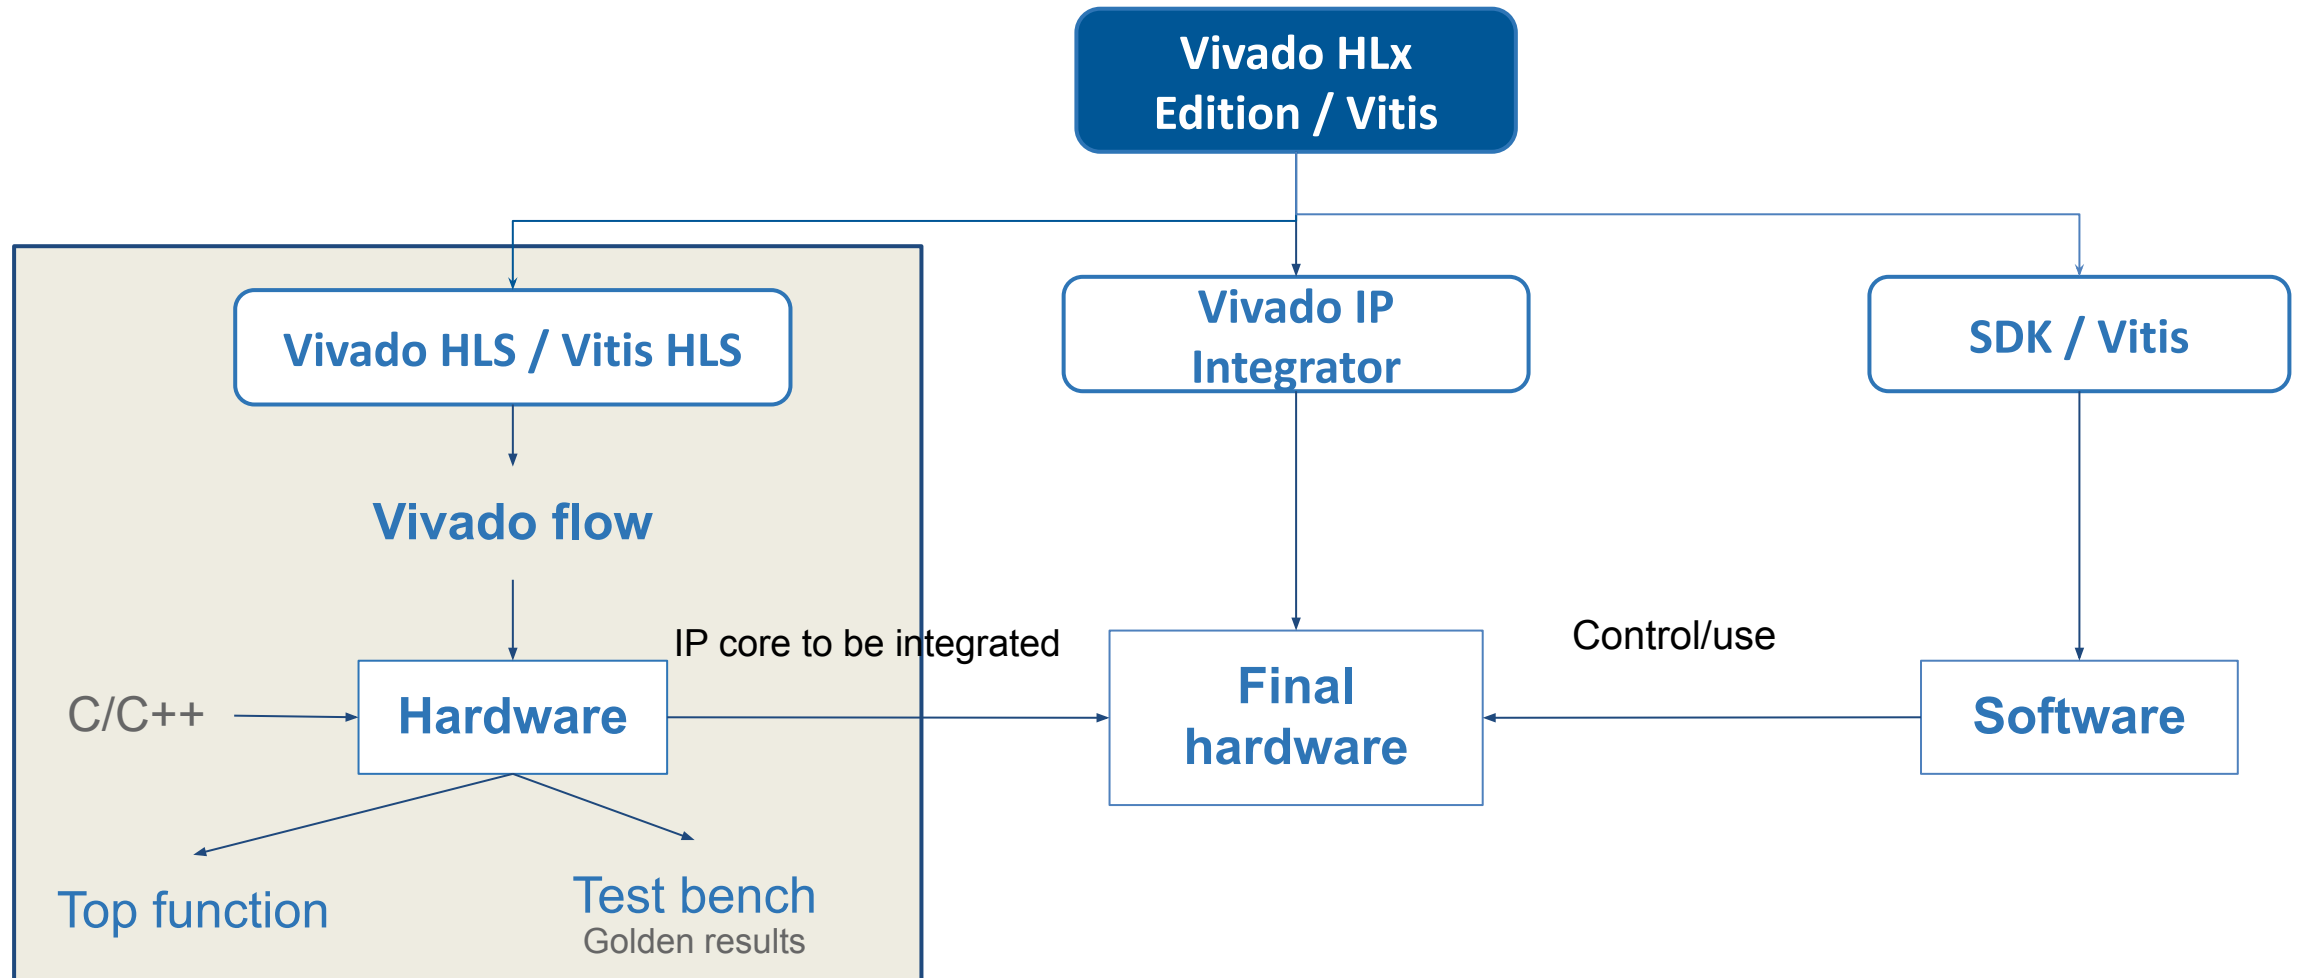 Vivado HLx
Edition / Vitis
Vivado HLS / Vitis HLS
Vivado IP
Integrator
SDK / Vitis
Vivado flow
IP core to be integrated
Control/use
C/C++
Hardware
Final
hardware
Software
Top function
Test bench
Golden results